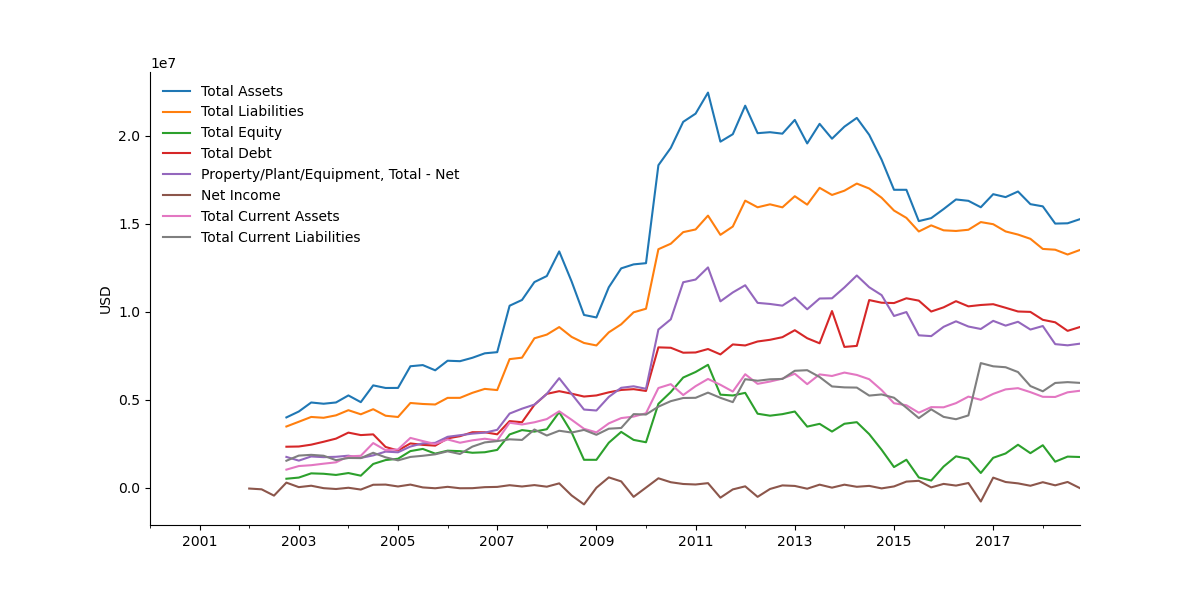 1e7
Total Assets
Total Liabilities
Total Equity
Total Debt
Property/Plant/Equipment, Total - Net
Net Income
Total Current Assets
Total Current Liabilities
2.0
1.5
1.0
0.5
0.0
USD
2001 2003 2005 2007 2009 2011 2013 2015 2017